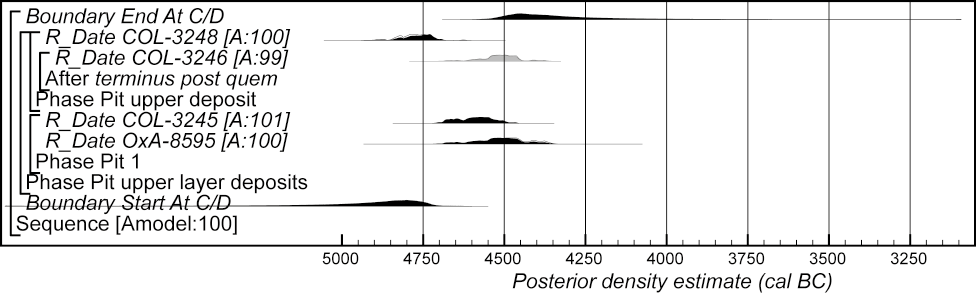 Boundary End At C/D
R_Date COL-3248 [A:100]
R_Date COL-3246 [A:99]
After terminus post quem
Phase Pit upper deposit
R_Date COL-3245 [A:101]
R_Date OxA-8595 [A:100]
Phase Pit 1
Phase Pit upper layer deposits
Boundary Start At C/D
Sequence [Amodel:100]
5000 4750 4500 4250 4000 3750 3500 3250
Posterior density estimate (cal BC)